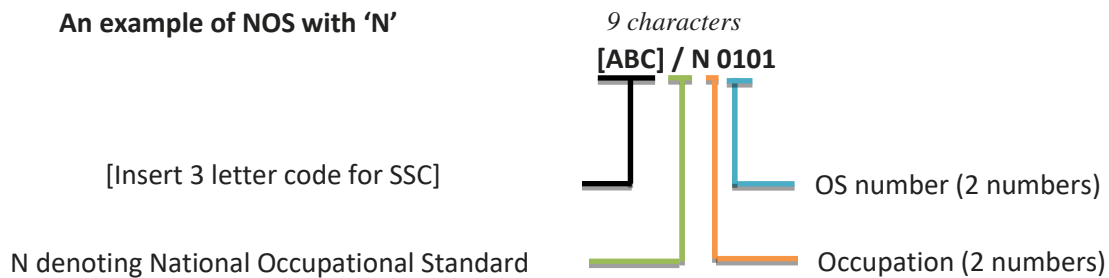 An example of NOS with ‘N’
9 characters
[ABC] / N 0101
[Insert 3 letter code for SSC]
OS number (2 numbers)
N denoting National Occupational Standard
Occupation (2 numbers)